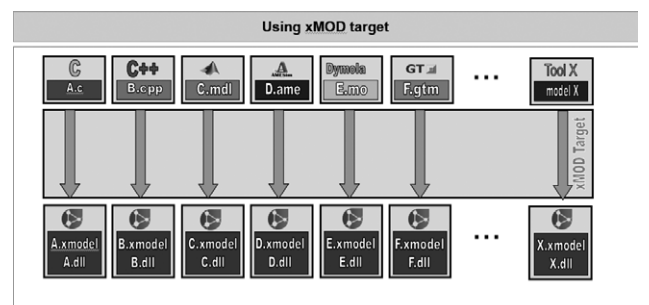 Using xMOD target
C C++ AMESim Dymola GT ... Tool X
A.c B.cpp C.mdl D.ame E.mo F.gtm model X
xMOD Target
A.xmodel B.xmodel C.xmodel D.xmodel E.xmodel F.xmodel ... X.xmodel
A.dll B.dll C.dll D.dll E.dll F.dll X.dll